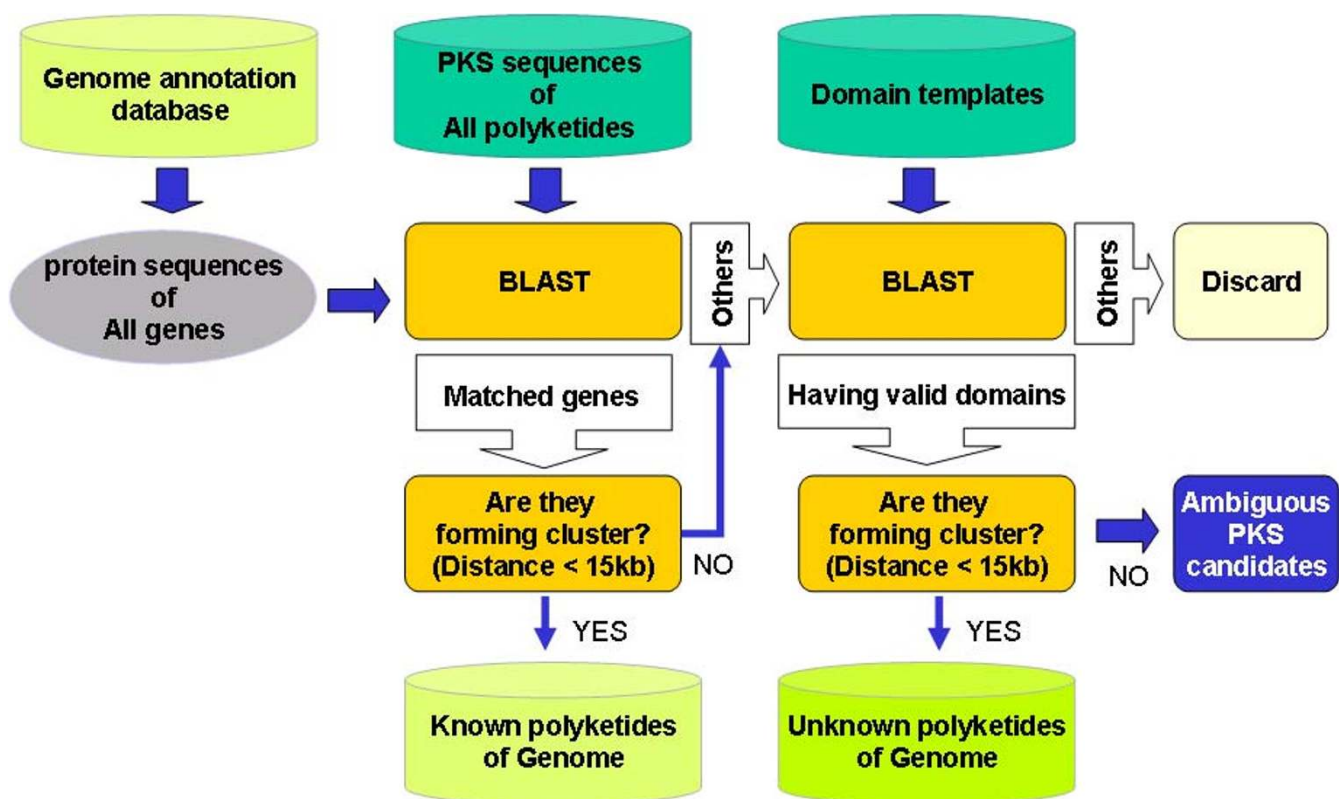 Genome annotation
database
PKS sequences
of
All polyketides
Domain templates
protein sequences
of
All genes
BLAST
Others
BLAST
Others
Discard
Matched genes
Having valid domains
Are they
forming cluster?
(Distance < 15kb)
NO
Are they
forming cluster?
(Distance < 15kb)
NO
Ambiguous
PKS
candidates
YES
YES
Known polyketides
of Genome
Unknown polyketides
of Genome